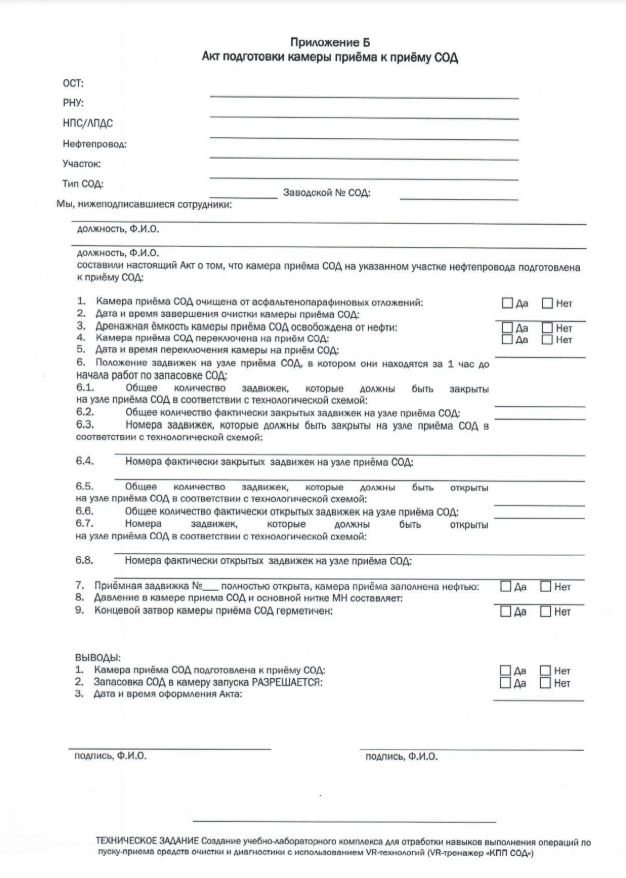 Приложение Б
Акт подготовки камеры приёма к приёму СОД
ОСТ:
РНУ:
НПС/ЛПДС
Нефтепровод:
Участок:
Тип СОД:
Заводской № СОД:
Мы, нижеподписавшиеся сотрудники:
должность, Ф.И.О.
должность, Ф.И.О.
составили настоящий Акт о том, что камера приёма СОД на указанном участке нефтепровода подготовлена
к приёму СОД:
1. Камера приёма СОД очищена от асфальтенопарафиновых отложений: Да Нет
2. Дата и время завершения очистки камеры приёма СОД:
3. Дренажная ёмкость камеры приёма СОД освобождена от нефти: Да Нет
4. Камера приёма СОД переключена на приём СОД: Да Нет
5. Дата и время переключения камеры на приём СОД:
6. Положение задвижек на узле приёма СОД, в котором они находятся за 1 час до
начала работ по запасовке СОД:
6.1. Общее количество задвижек, которые должны быть закрыты
на узле приёма СОД в соответствии с технологической схемой:
6.2. Общее количество фактически закрытых задвижек на узле приёма СОД:
6.3. Номера задвижек, которые должны быть закрыты на узле приёма СОД в
соответствии с технологической схемой:
6.4. Номера фактически закрытых задвижек на узле приёма СОД:
6.5. Общее количество задвижек, которые должны быть открыты
на узле приёма СОД в соответствии с технологической схемой:
6.6. Общее количество фактически открытых задвижек на узле приёма СОД:
6.7. Номера задвижек, которые должны быть открыты
на узле приёма СОД в соответствии с технологической схемой:
6.8. Номера фактически открытых задвижек на узле приёма СОД:
7. Приёмная задвижка №___ полностью открыта, камера приёма заполнена нефтью: Да Нет
8. Давление в камере приема СОД и основной нитке МН составляет:
9. Концевой затвор камеры приёма СОД герметичен: Да Нет
ВЫВОДЫ:
1. Камера приёма СОД подготовлена к приёму СОД: Да Нет
2. Запасовка СОД в камеру запуска РАЗРЕШАЕТСЯ: Да Нет
3. Дата и время оформления Акта:
подпись, Ф.И.О. подпись, Ф.И.О.
ТЕХНИЧЕСКОЕ ЗАДАНИЕ Создание учебно-лабораторного комплекса для отработки навыков выполнения операций по
пуску-приема средств очистки и диагностики с использованием VR-технологий (VR-тренажер «КПП СОД»)